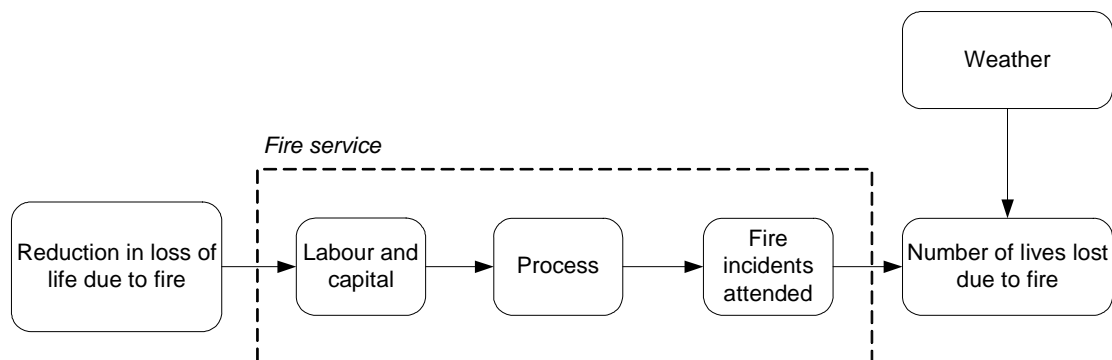 Weather
Fire service
Reduction in loss of
life due to fire
Labour and
capital
Process
Fire
incidents
attended
Number of lives lost
due to fire